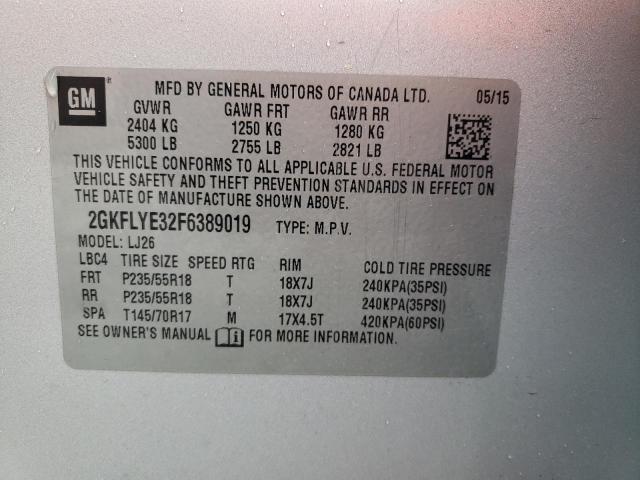 GM
MFD BY GENERAL MOTORS OF CANADA LTD. 05/15
GVWR GAWR FRT GAWR RR
2404 KG 1250 KG 1280 KG
5300 LB 2755 LB 2821 LB
THIS VEHICLE CONFORMS TO ALL APPLICABLE U.S. FEDERAL MOTOR
VEHICLE SAFETY AND THEFT PREVENTION STANDARDS IN EFFECT ON
THE DATE OF MANUFACTURE SHOWN ABOVE.
2GKFLYE32F6389019 TYPE: M.P.V.
MODEL: LJ26
LBC4 TIRE SIZE SPEED RTG RIM COLD TIRE PRESSURE
FRT P235/55R18 T 18X7J 240KPA(35PSI)
RR P235/55R18 T 18X7J 240KPA(35PSI)
SPA T145/70R17 M 17X4.5T 420KPA(60PSI)
SEE OWNER'S MANUAL FOR MORE INFORMATION.